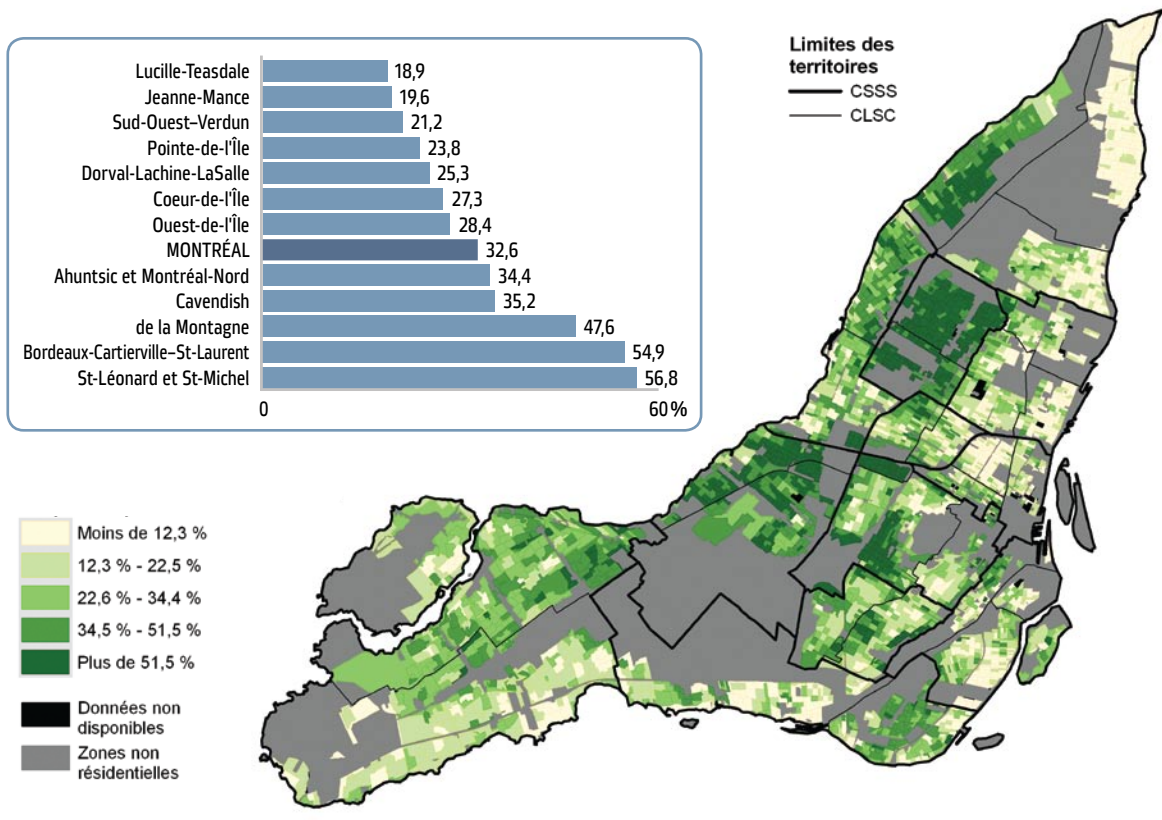 Lucille-Teasdale 18,9
Jeanne-Mance 19,6
Sud-Ouest–Verdun 21,2
Pointe-de-l'Île 23,8
Dorval-Lachine-LaSalle 25,3
Coeur-de-l'Île 27,3
Ouest-de-l'Île 28,4
MONTRÉAL 32,6
Ahuntsic et Montréal-Nord 34,4
Cavendish 35,2
de la Montagne 47,6
Bordeaux-Cartierville–St-Laurent 54,9
St-Léonard et St-Michel 56,8
0 60%
Limites des
territoires
CSSS
CLSC
Moins de 12,3 %
12,3 % - 22,5 %
22,6 % - 34,4 %
34,5 % - 51,5 %
Plus de 51,5 %
Données non
disponibles
Zones non
résidentielles